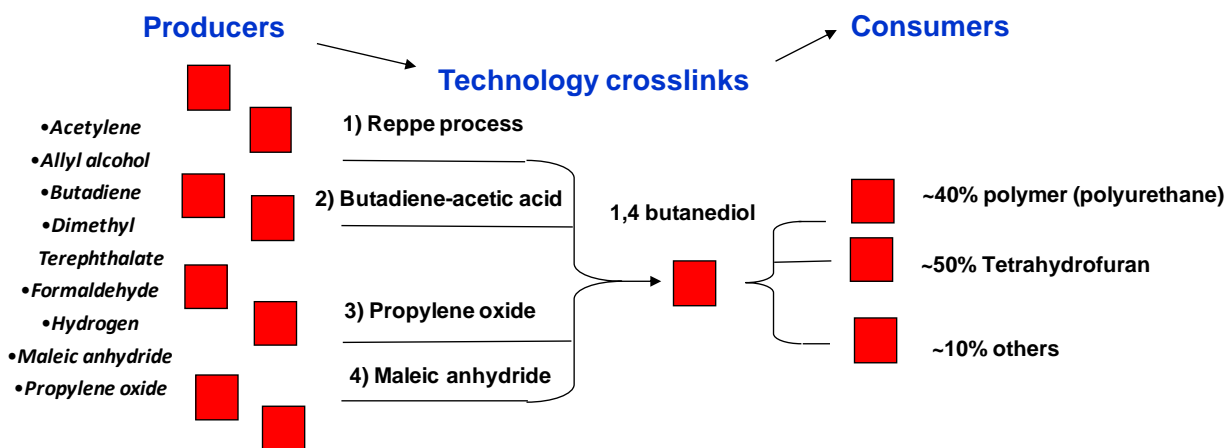 Producers
Consumers
Technology crosslinks
•Acetylene
•Allyl alcohol
•Butadiene
•Dimethyl
Terephthalate
•Formaldehyde
•Hydrogen
•Maleic anhydride
•Propylene oxide
1) Reppe process
2) Butadiene-acetic acid
3) Propylene oxide
4) Maleic anhydride
1,4 butanediol
~40% polymer (polyurethane)
~50% Tetrahydrofuran
~10% others